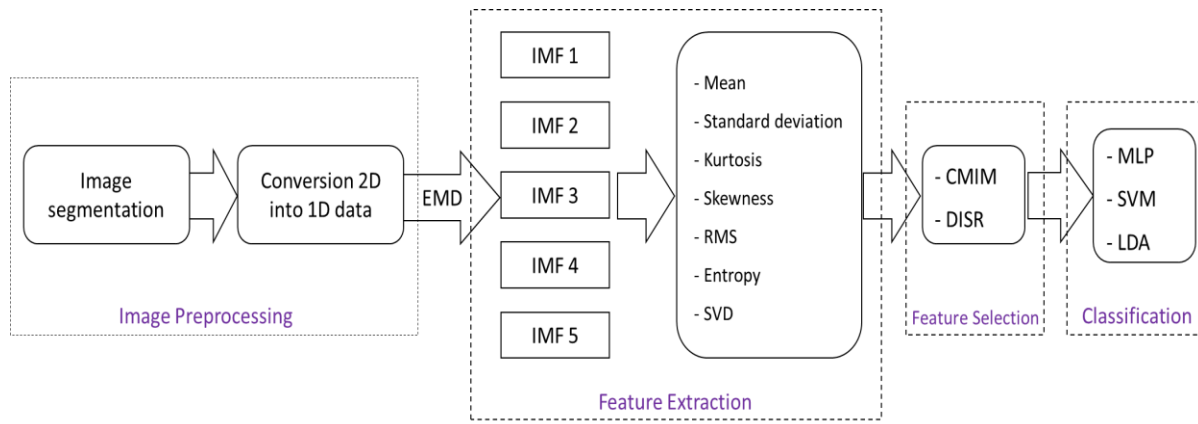 Image
segmentation
Conversion 2D
into 1D data
Image Preprocessing
EMD
IMF 1
IMF 2
IMF 3
IMF 4
IMF 5
- Mean
- Standard deviation
- Kurtosis
- Skewness
- RMS
- Entropy
- SVD
Feature Extraction
- CMIM
- DISR
Feature Selection
- MLP
- SVM
- LDA
Classification